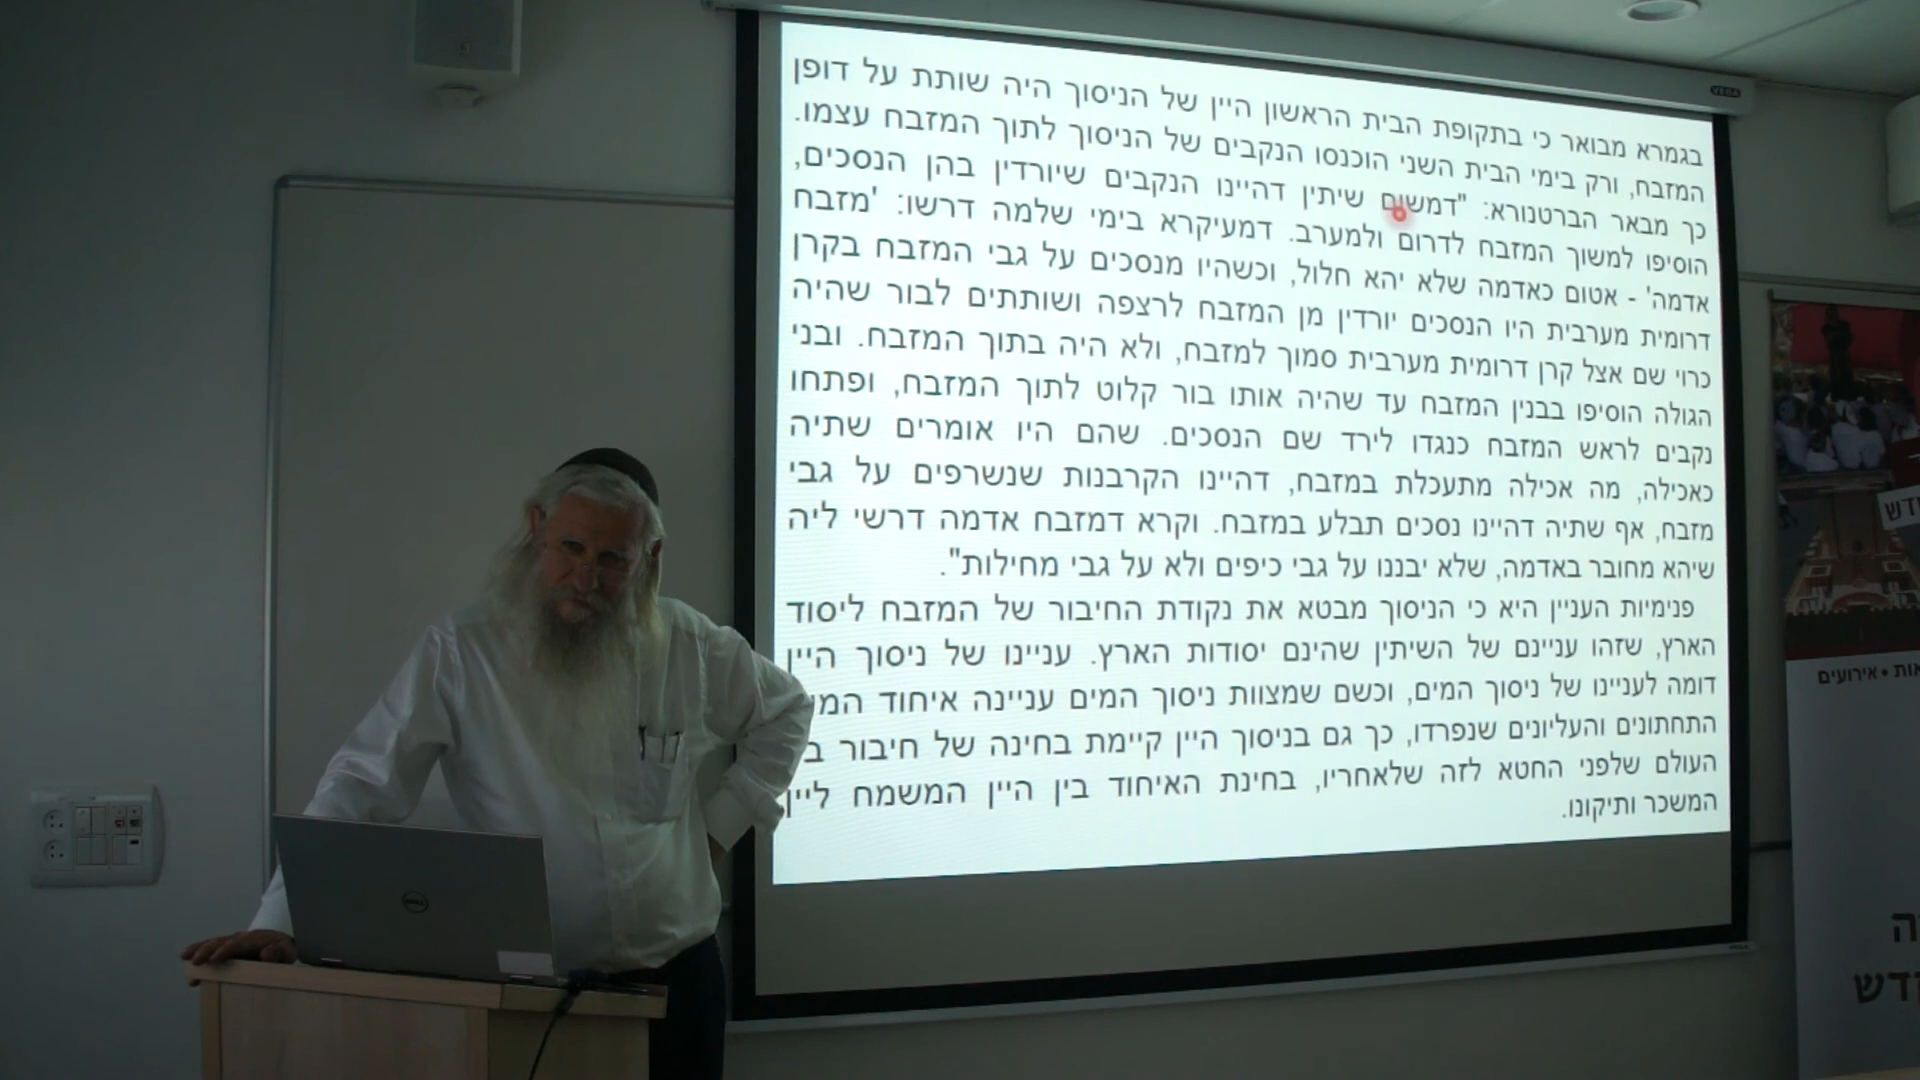 בגמרא מבואר כי בתקופת הבית הראשון היין של הניסוך היה שותת על דופן
המזבח, ורק בימי הבית השני הוכנסו הנקבים של הניסוך לתוך המזבח עצמו.
כך מבאר הברטנורא: "דמשום שיתין דהיינו הנקבים שיורדין בהן הנסכים,
הוסיפו למשוך המזבח לדרום ולמערב. דמעיקרא בימי שלמה דרשו: 'מזבח
אדמה' - אטום כאדמה שלא יהא חלול, וכשהיו מנסכים על גבי המזבח בקרן
דרומית מערבית היו הנסכים יורדין מן המזבח לרצפה ושותתים לבור שהיה
כרוי שם אצל קרן דרומית מערבית סמוך למזבח, ולא היה בתוך המזבח. ובני
הגולה הוסיפו בבנין המזבח עד שהיה אותו בור קלוט לתוך המזבח, ופתחו
נקבים לראש המזבח כנגדו לירד שם הנסכים. שהם היו אומרים שתיה
כאכילה, מה אכילה מתעכלת במזבח, דהיינו הקרבנות שנשרפים על גבי
מזבח, אף שתיה דהיינו נסכים תבלע במזבח. וקרא דמזבח אדמה דרשי ליה
שיהא מחובר באדמה, שלא יבננו על גבי כיפים ולא על גבי מחילות".
פנימיות העניין היא כי הניסוך מבטא את נקודת החיבור של המזבח ליסוד
הארץ, שזהו עניינם של השיתין שהינם יסודות הארץ. עניינו של ניסוך היין
דומה לעניינו של ניסוך המים, וכשם שמצוות ניסוך המים עניינה איחוד המי
התחתונים והעליונים שנפרדו, כך גם בניסוך היין קיימת בחינה של חיבור ב
העולם שלפני החטא לזה שלאחריו, בחינת האיחוד בין היין המשמח ליין
המשכר ותיקונו.
VEGA
DELL
דש
אות • אירועים
ה
דש